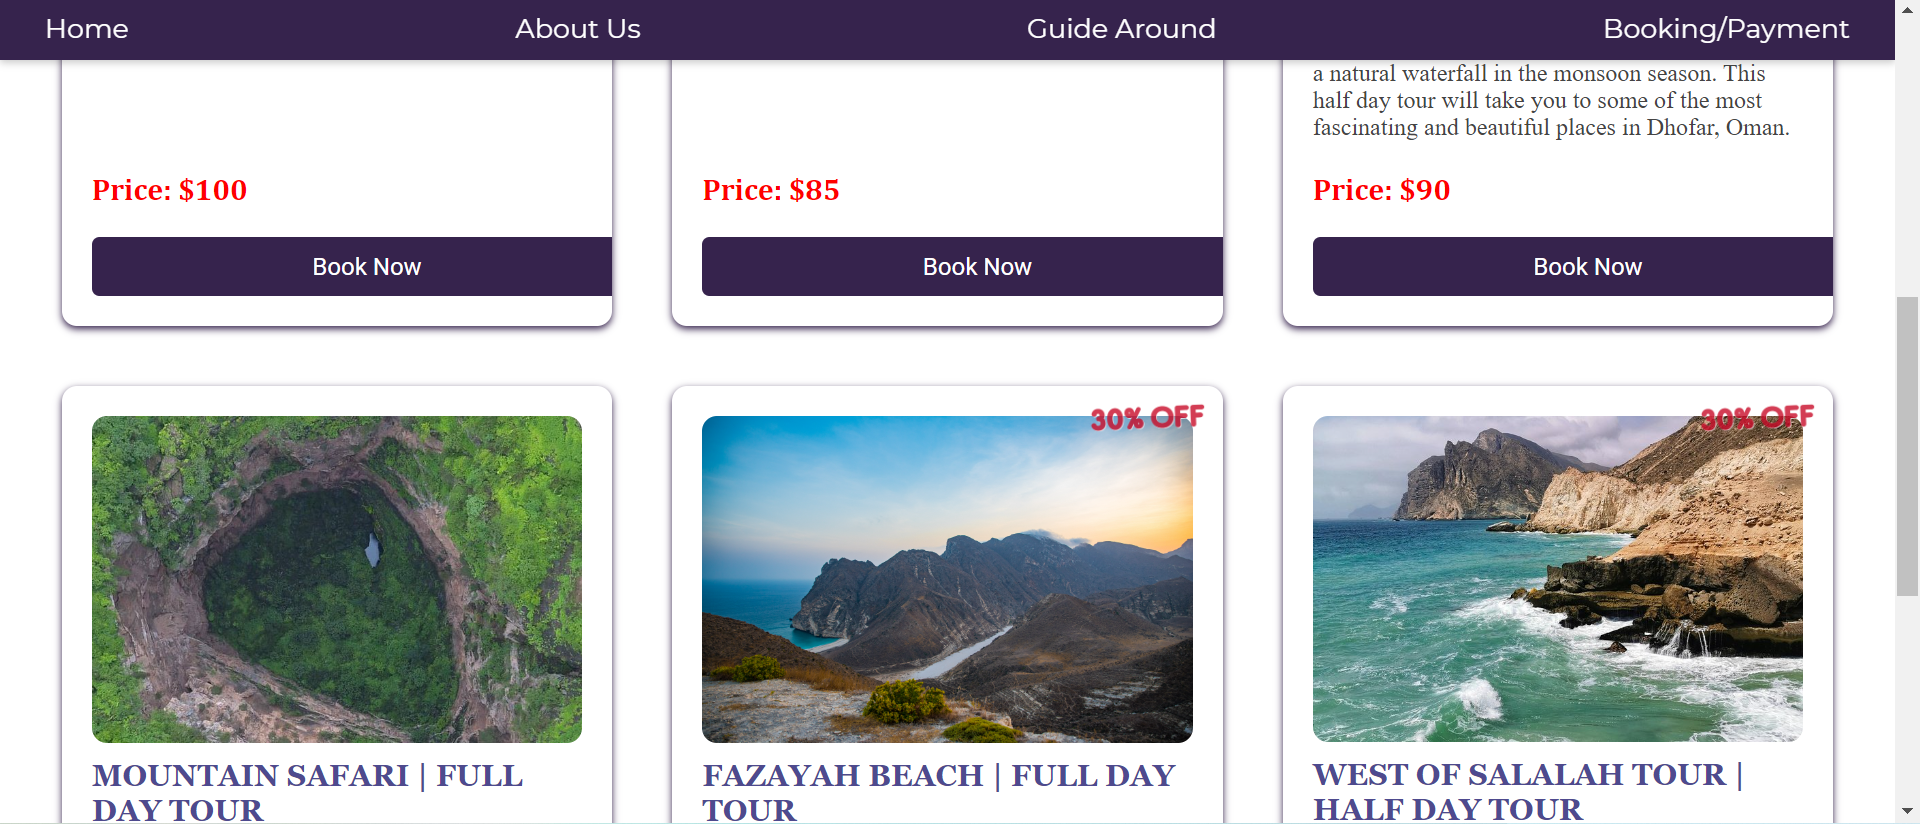 Home
About Us
Guide Around
Booking/Payment
a natural waterfall in the monsoon season. This
half day tour will take you to some of the most
fascinating and beautiful places in Dhofar, Oman.
Price: $100
Price: $85
Price: $90
Book Now
Book Now
Book Now
30% OFF
30% OFF
MOUNTAIN SAFARI | FULL
DAY TOUR
FAZAYAH BEACH | FULL DAY
TOUR
WEST OF SALALAH TOUR |
HALF DAY TOUR